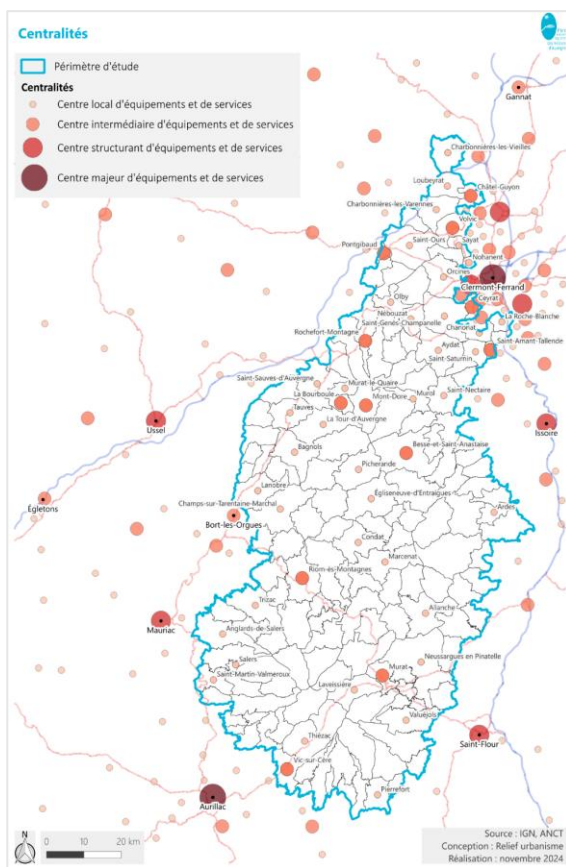 Centralités
Périmètre d'étude
Centralités
Centre local d'équipements et de services
Centre intermédiaire d'équipements et de services
Centre structurant d'équipements et de services
Centre majeur d'équipements et de services
Gannat
Charbonnières-les-Vieilles
Loubeyrat
Châtel-Guyon
Charbonnières-les-Varennes
Volvic
Saint-Ours
Sayat
Pontgibaud
Nohanent
Orcines
Clermont-Ferrand
Olby
Ceyrat
Nébouzat
La Roche-Blanche
Saint-Genès-Champanelle
Chanonat
Rochefort-Montagne
Aydat
Saint-Amant-Tallende
Saint-Saturnin
Saint-Sauves-d'Auvergne
Murat-le-Quaire
La Bourboule
Mont-Dore
Murol
Saint-Nectaire
Tauves
La Tour-d'Auvergne
Ussel
Issoire
Bagnols
Besse-et-Saint-Anastaise
Picherande
Lanobre
Égletons
Égliseneuve-d'Entraigues
Champs-sur-Tarentaine-Marchal
Ardes
Bort-les-Orgues
Condat
Marcenat
Riom-ès-Montagnes
Trizac
Allanche
Mauriac
Anglards-de-Salers
Salers
Neussargues en Pinatelle
Saint-Martin-Valmeroux
Murat
Laveissière
Valuéjols
Thiézac
Saint-Flour
Vic-sur-Cère
Pierrefort
Aurillac
N
0 10 20 km
Source : IGN, ANCT
Conception : Relief urbanisme
Réalisation : novembre 2024